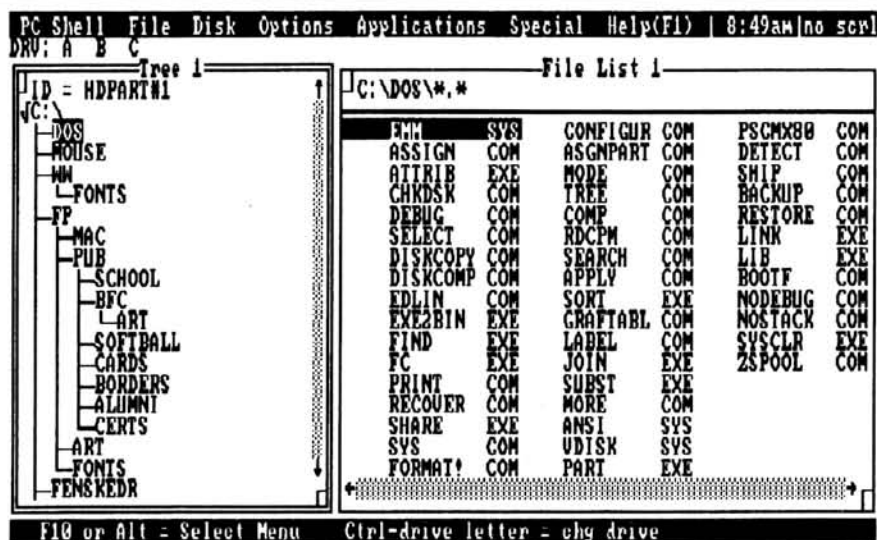 PC Shell File Disk Options Applications Special Help(F1) | 8:49am|no scrl
DRV: A B C
Tree 1
ID = HDPART#1
√C:\
DOS
MOUSE
WW
FONTS
FP
MAC
PUB
SCHOOL
BFC
ART
SOFTBALL
CARDS
BORDERS
ALUMNI
CERTS
ART
FONTS
FENSKEDR
File List 1
C:\DOS\*.*
EMM SYS CONFIGUR COM PSCMX80 COM
ASSIGN COM ASGNPART COM DETECT COM
ATTRIB EXE MODE COM SHIP COM
CHKDSK COM TREE COM BACKUP COM
DEBUG COM COMP COM RESTORE COM
SELECT COM RDCPM COM LINK EXE
DISKCOPY COM SEARCH COM LIB EXE
DISKCOMP COM APPLY COM BOOTF COM
EDLIN COM SORT EXE NODEBUG COM
EXE2BIN EXE GRAFTABL COM NOSTACK COM
FIND EXE LABEL COM SYSCLR EXE
FC EXE JOIN EXE ZSPOOL COM
PRINT COM SUBST EXE
RECOVER COM MORE COM
SHARE EXE ANSI SYS
SYS COM VDISK SYS
FORMAT! COM PART EXE
F10 or Alt = Select Menu Ctrl-drive letter = chg drive